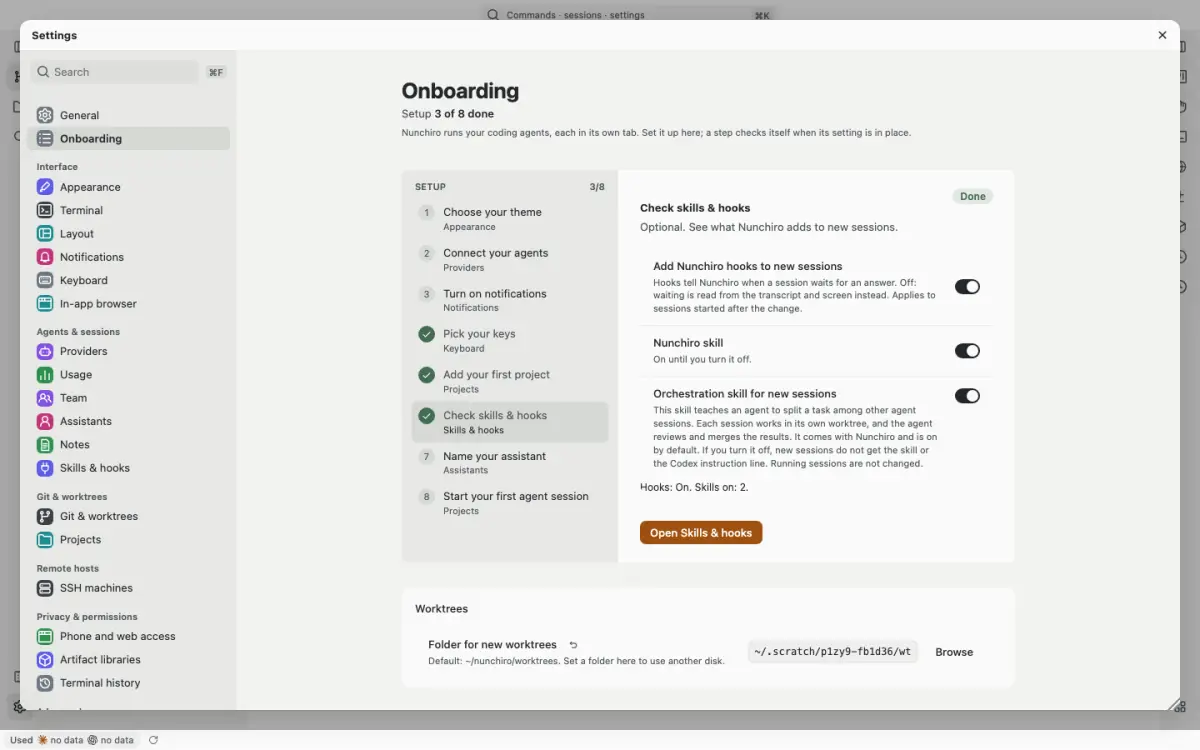 Commands · sessions · settings
⌘K
Settings
Search
⌘F
General
Onboarding
Interface
Appearance
Terminal
Layout
Notifications
Keyboard
In-app browser
Agents & sessions
Providers
Usage
Team
Assistants
Notes
Skills & hooks
Git & worktrees
Git & worktrees
Projects
Remote hosts
SSH machines
Privacy & permissions
Phone and web access
Artifact libraries
Terminal history
Onboarding
Setup 3 of 8 done
Nunchiro runs your coding agents, each in its own tab. Set it up here; a step checks itself when its setting is in place.
SETUP
3/8
1
Choose your theme
Appearance
2
Connect your agents
Providers
3
Turn on notifications
Notifications
Pick your keys
Keyboard
Add your first project
Projects
Check skills & hooks
Skills & hooks
7
Name your assistant
Assistants
8
Start your first agent session
Projects
Done
Check skills & hooks
Optional. See what Nunchiro adds to new sessions.
Add Nunchiro hooks to new sessions
Hooks tell Nunchiro when a session waits for an answer. Off:
waiting is read from the transcript and screen instead. Applies to
sessions started after the change.
Nunchiro skill
On until you turn it off.
Orchestration skill for new sessions
This skill teaches an agent to split a task among other agent
sessions. Each session works in its own worktree, and the agent
reviews and merges the results. It comes with Nunchiro and is on
by default. If you turn it off, new sessions do not get the skill or
the Codex instruction line. Running sessions are not changed.
Hooks: On. Skills on: 2.
Open Skills & hooks
Worktrees
Folder for new worktrees
Default: ~/nunchiro/worktrees. Set a folder here to use another disk.
~/.scratch/p1zy9-fb1d36/wt
Browse
Used no data no data